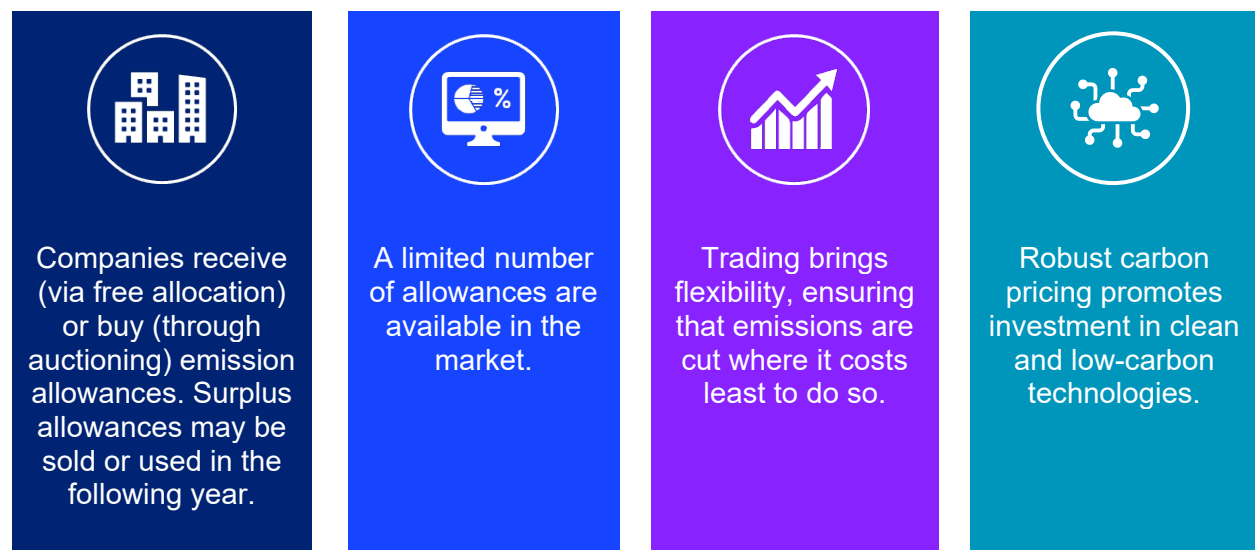 %
Companies receive
(via free allocation)
or buy (through
auctioning) emission
allowances. Surplus
allowances may be
sold or used in the
following year.
A limited number
of allowances are
available in the
market.
Trading brings
flexibility, ensuring
that emissions are
cut where it costs
least to do so.
Robust carbon
pricing promotes
investment in clean
and low-carbon
technologies.